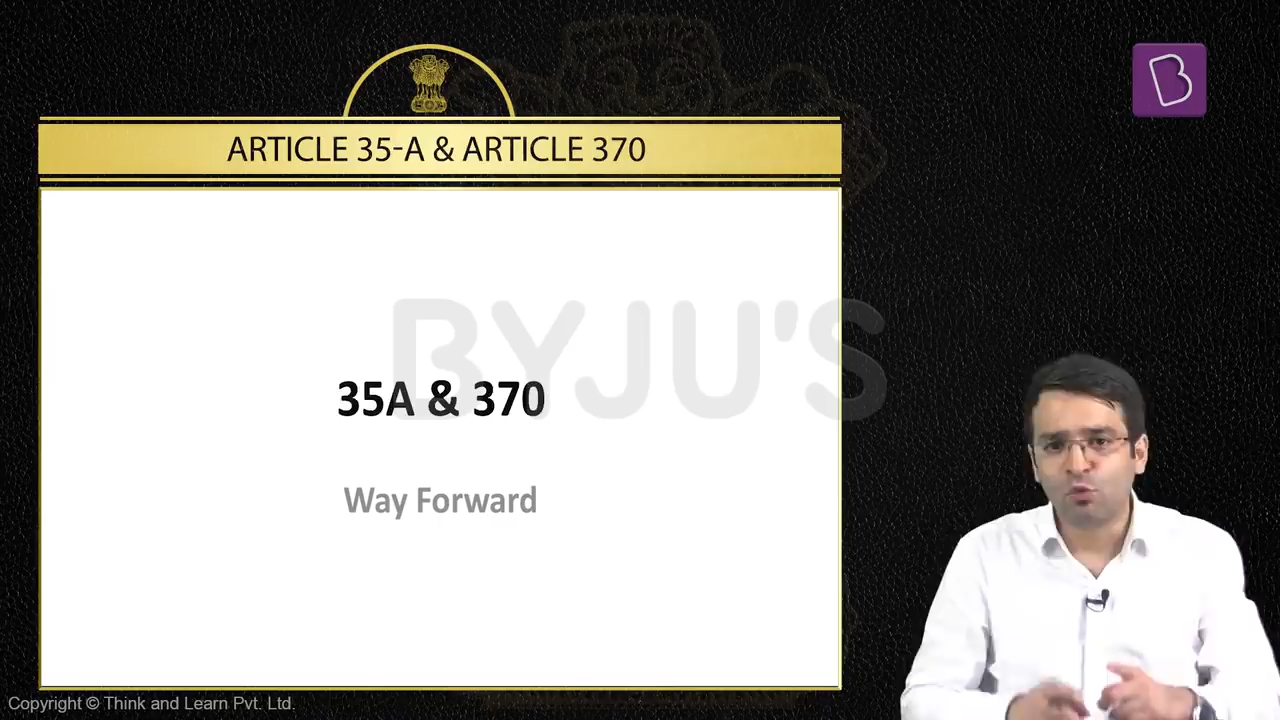 ARTICLE 35-A & ARTICLE 370
BYJU'S
35A & 370
Way Forward
Copyright © Think and Learn Pvt. Ltd.